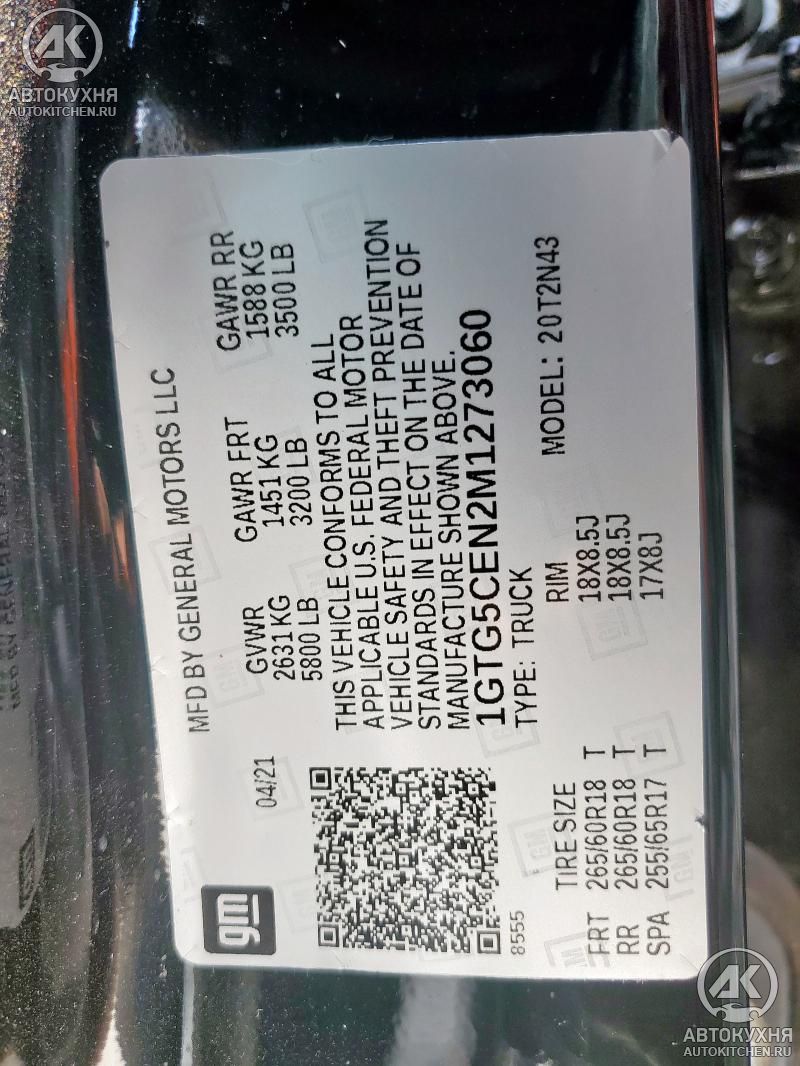 АВТОКУХНЯ
AUTOKITCHEN.RU
gm
MFD BY GENERAL MOTORS LLC
04/21
GVWR GAWR FRT GAWR RR
2631 KG 1451 KG 1588 KG
5800 LB 3200 LB 3500 LB
THIS VEHICLE CONFORMS TO ALL
APPLICABLE U.S. FEDERAL MOTOR
VEHICLE SAFETY AND THEFT PREVENTION
STANDARDS IN EFFECT ON THE DATE OF
MANUFACTURE SHOWN ABOVE.
1GTG5CEN2M1273060
8555
TYPE: TRUCK MODEL: 20T2N43
TIRE SIZE RIM
FRT 265/60R18 T 18X8.5J
RR 265/60R18 T 18X8.5J
SPA 255/65R17 T 17X8J
АВТОКУХНЯ
AUTOKITCHEN.RU